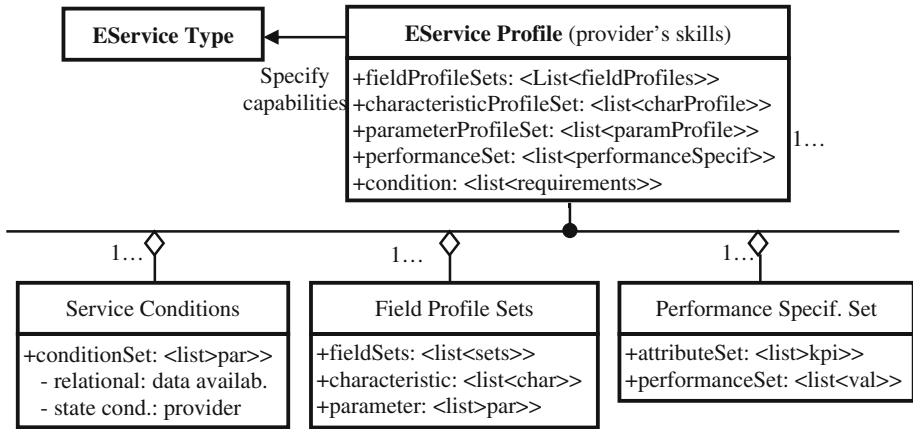 EService Type
EService Profile (provider's skills)
Specify
capabilities
+fieldProfileSets: <List<fieldProfiles>>
+characteristicProfileSet: <list<charProfile>>
+parameterProfileSet: <list<paramProfile>>
+performanceSet: <list<performanceSpecif>>
+condition: <list<requirements>>
1…
1…
1…
1…
Service Conditions
+conditionSet: <list>par>>
- relational: data availab.
- state cond.: provider
Field Profile Sets
+fieldSets: <list<sets>>
+characteristic: <list<char>>
+parameter: <list>par>>
Performance Specif. Set
+attributeSet: <list>kpi>>
+performanceSet: <list<val>>